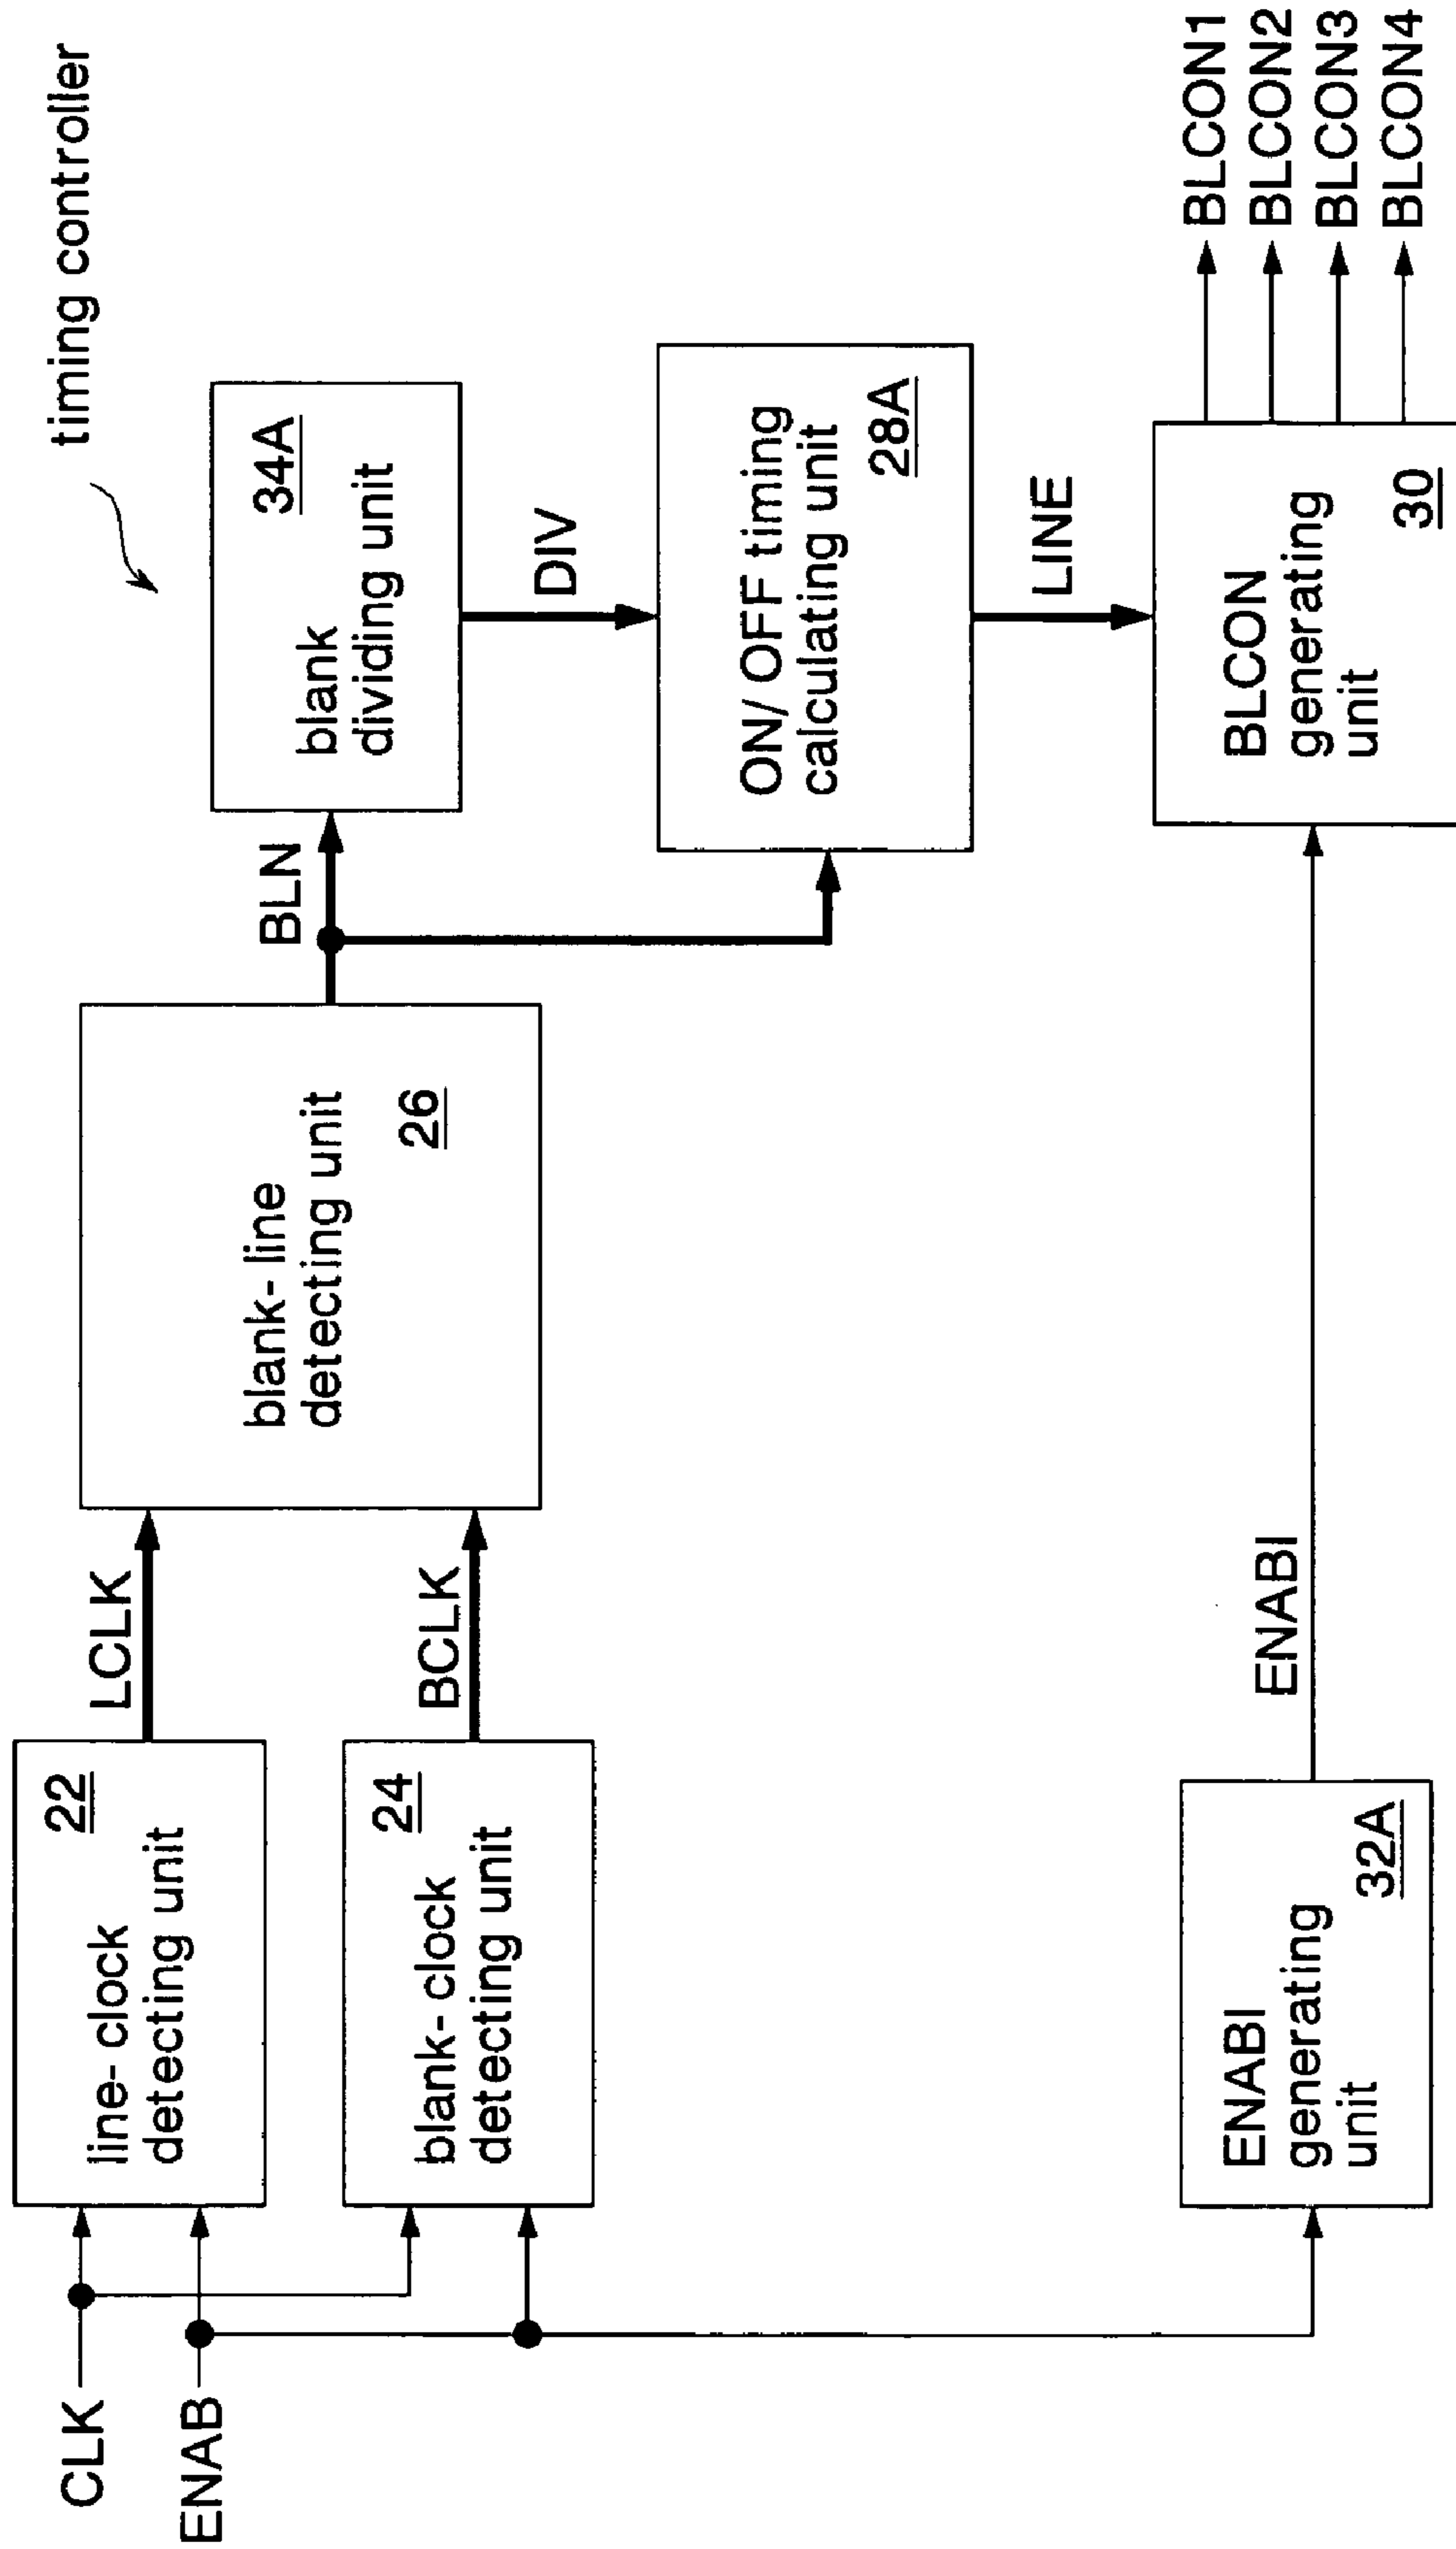 timing controller
CLK
ENAB
22
line- clock
detecting unit
LCLK
24
blank- clock
detecting unit
BCLK
blank- line
detecting unit
26
BLN
34A
blank
dividing unit
DIV
ON/ OFF timing
calculating unit
28A
LINE
ENABI
generating
unit
32A
ENABI
BLCON
generating
unit
30
BLCON1
BLCON2
BLCON3
BLCON4